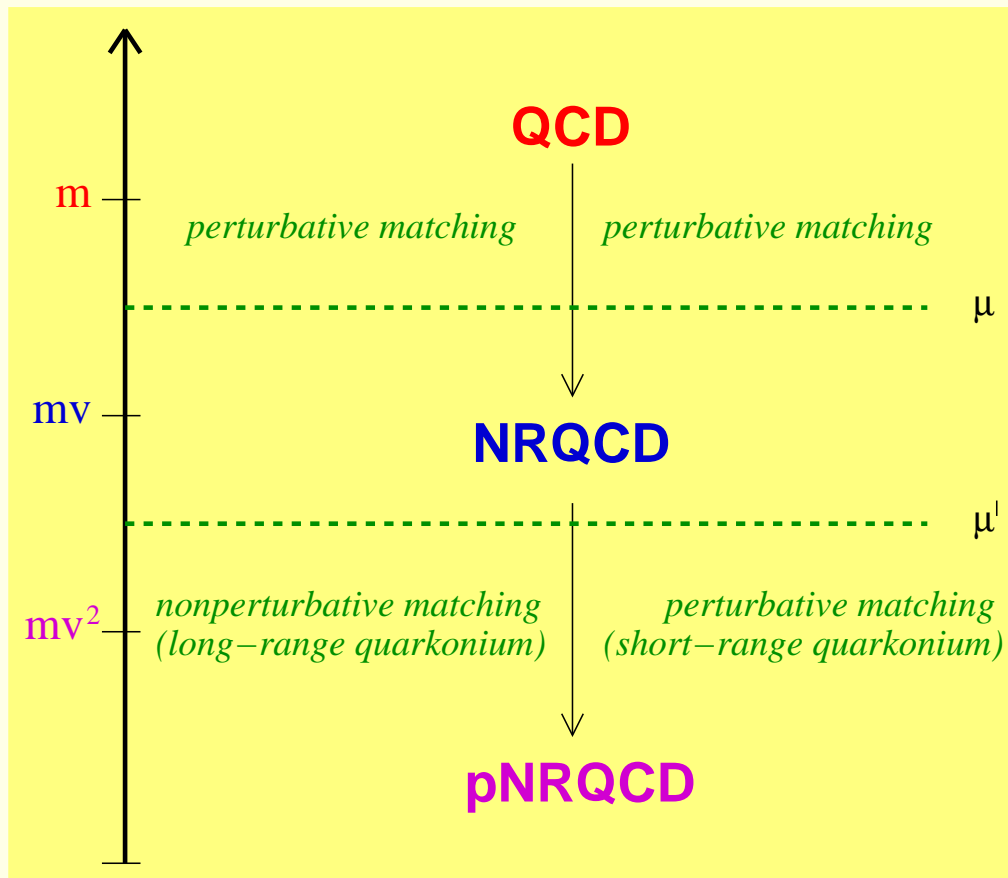 QCD
m
perturbative matching perturbative matching
μ
mv
NRQCD
μ'
mv²
nonperturbative matching perturbative matching
(long−range quarkonium) (short−range quarkonium)
pNRQCD